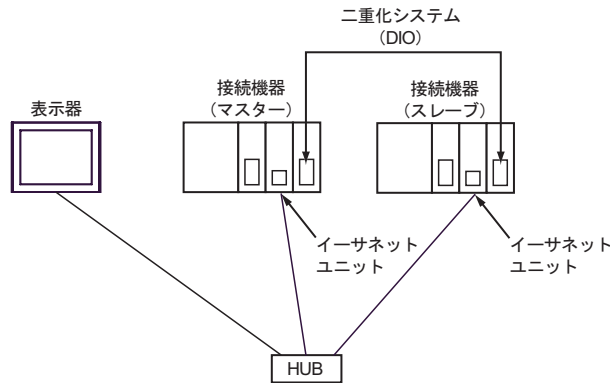 二重化システム
（DIO）
接続機器
（マスター）
接続機器
（スレーブ）
表示器
イーサネット
ユニット
イーサネット
ユニット
HUB